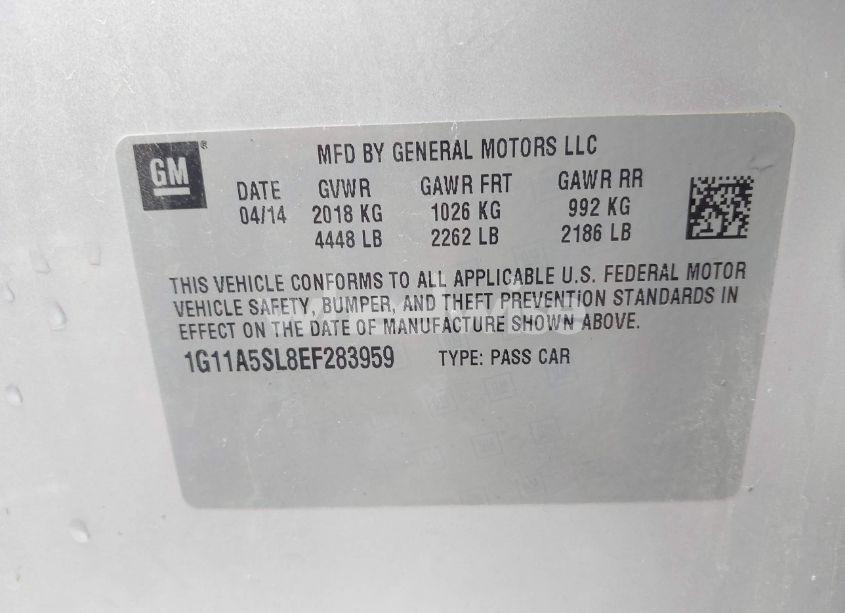 GM ®
MFD BY GENERAL MOTORS LLC
DATE GVWR GAWR FRT GAWR RR
04/14 2018 KG 1026 KG 992 KG
4448 LB 2262 LB 2186 LB
THIS VEHICLE CONFORMS TO ALL APPLICABLE U.S. FEDERAL MOTOR
VEHICLE SAFETY, BUMPER, AND THEFT PREVENTION STANDARDS IN
EFFECT ON THE DATE OF MANUFACTURE SHOWN ABOVE.
1G11A5SL8EF283959 TYPE: PASS CAR